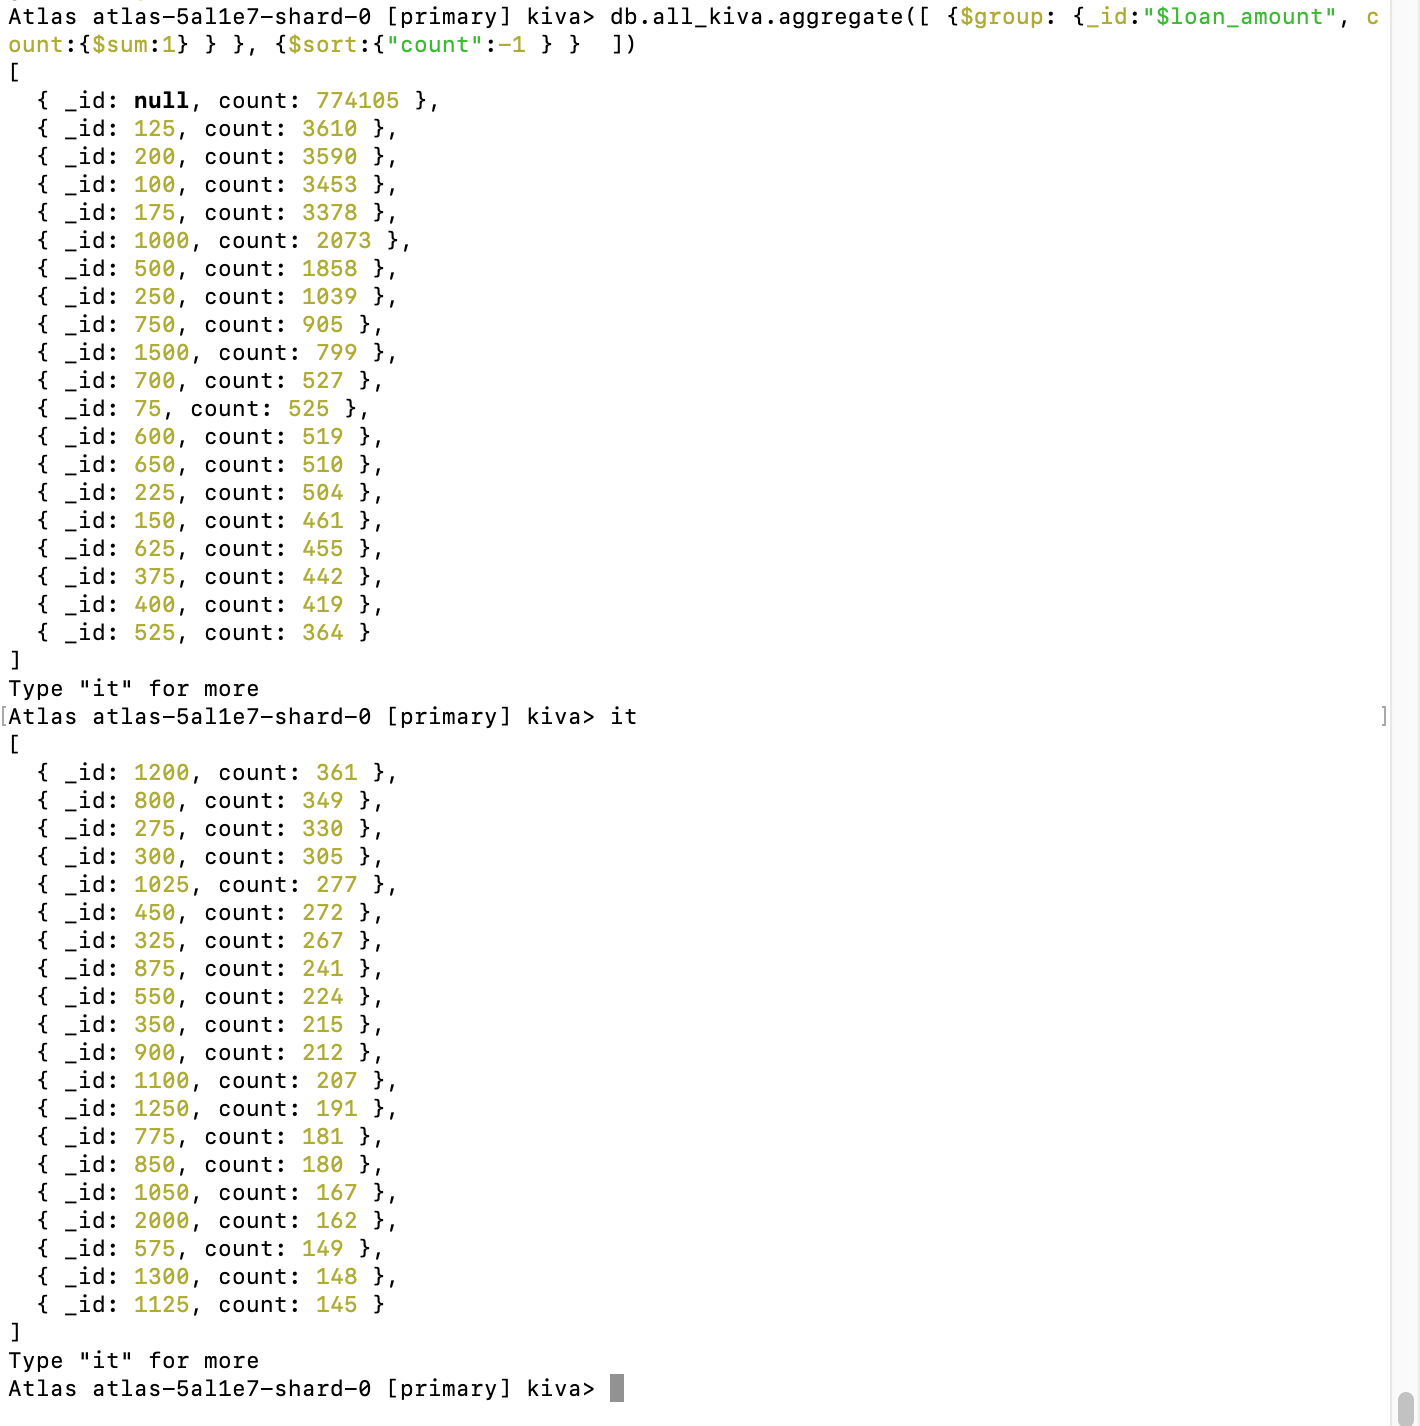 Atlas atlas-5al1e7-shard-0 [primary] kiva> db.all_kiva.aggregate([ {$group: {_id:"$loan_amount", c
ount:{$sum:1} } }, {$sort:{"count":-1 } }  ])
[
  { _id: null, count: 774105 },
  { _id: 125, count: 3610 },
  { _id: 200, count: 3590 },
  { _id: 100, count: 3453 },
  { _id: 175, count: 3378 },
  { _id: 1000, count: 2073 },
  { _id: 500, count: 1858 },
  { _id: 250, count: 1039 },
  { _id: 750, count: 905 },
  { _id: 1500, count: 799 },
  { _id: 700, count: 527 },
  { _id: 75, count: 525 },
  { _id: 600, count: 519 },
  { _id: 650, count: 510 },
  { _id: 225, count: 504 },
  { _id: 150, count: 461 },
  { _id: 625, count: 455 },
  { _id: 375, count: 442 },
  { _id: 400, count: 419 },
  { _id: 525, count: 364 }
]
Type "it" for more
[Atlas atlas-5al1e7-shard-0 [primary] kiva> it ]
[
  { _id: 1200, count: 361 },
  { _id: 800, count: 349 },
  { _id: 275, count: 330 },
  { _id: 300, count: 305 },
  { _id: 1025, count: 277 },
  { _id: 450, count: 272 },
  { _id: 325, count: 267 },
  { _id: 875, count: 241 },
  { _id: 550, count: 224 },
  { _id: 350, count: 215 },
  { _id: 900, count: 212 },
  { _id: 1100, count: 207 },
  { _id: 1250, count: 191 },
  { _id: 775, count: 181 },
  { _id: 850, count: 180 },
  { _id: 1050, count: 167 },
  { _id: 2000, count: 162 },
  { _id: 575, count: 149 },
  { _id: 1300, count: 148 },
  { _id: 1125, count: 145 }
]
Type "it" for more
Atlas atlas-5al1e7-shard-0 [primary] kiva>